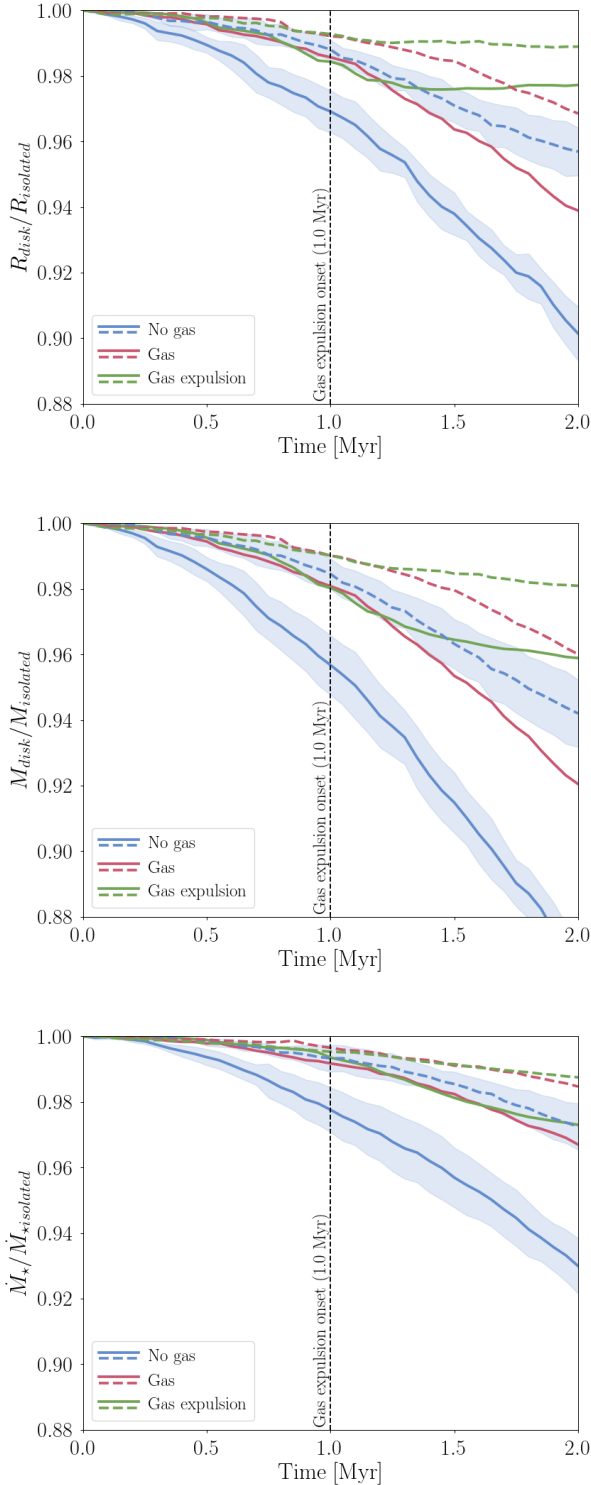 1.00
0.98
0.96
0.94
0.92
0.90
0.88
R_disk/R_isolated
Gas expulsion onset (1.0 Myr)
No gas
Gas
Gas expulsion
0.0 0.5 1.0 1.5 2.0
Time [Myr]
1.00
0.98
0.96
0.94
0.92
0.90
0.88
M_disk/M_isolated
Gas expulsion onset (1.0 Myr)
No gas
Gas
Gas expulsion
0.0 0.5 1.0 1.5 2.0
Time [Myr]
1.00
0.98
0.96
0.94
0.92
0.90
0.88
Ṁ_⋆/Ṁ_⋆isolated
Gas expulsion onset (1.0 Myr)
No gas
Gas
Gas expulsion
0.0 0.5 1.0 1.5 2.0
Time [Myr]